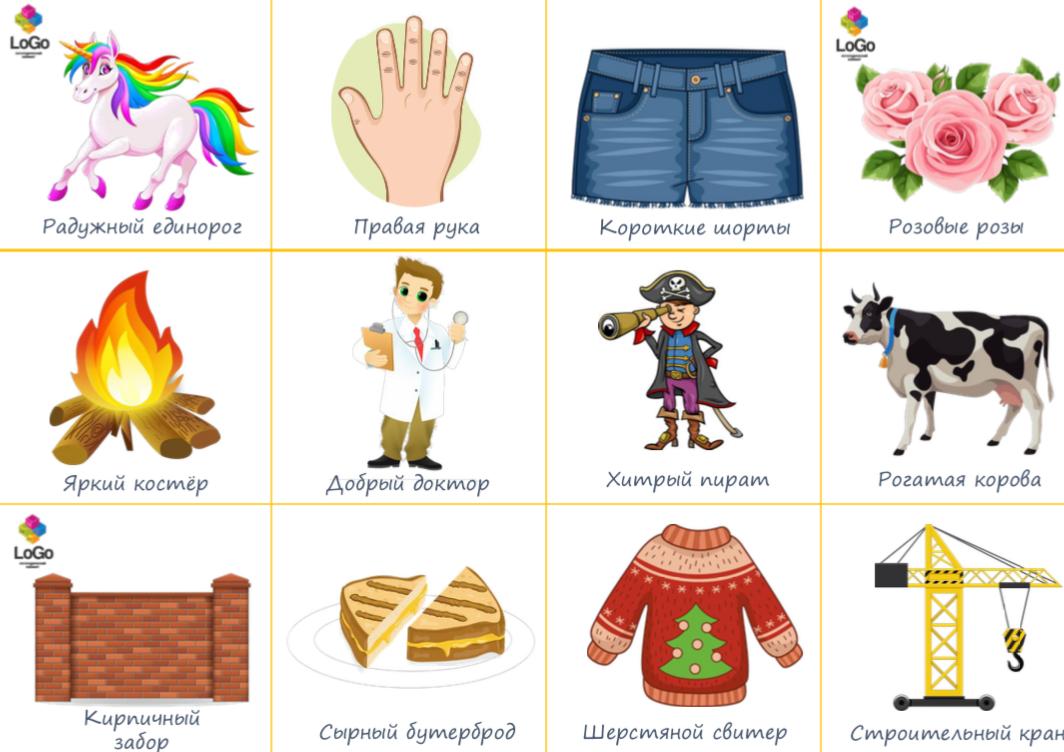 LoGo
LoGo
Радужный единорог
Правая рука
Короткие шорты
Розовые розы
Яркий костёр
Добрый доктор
Хитрый пират
Рогатая корова
LoGo
Кирпичный
забор
Сырный бутерброд
Шерстяной свитер
Строительный кран